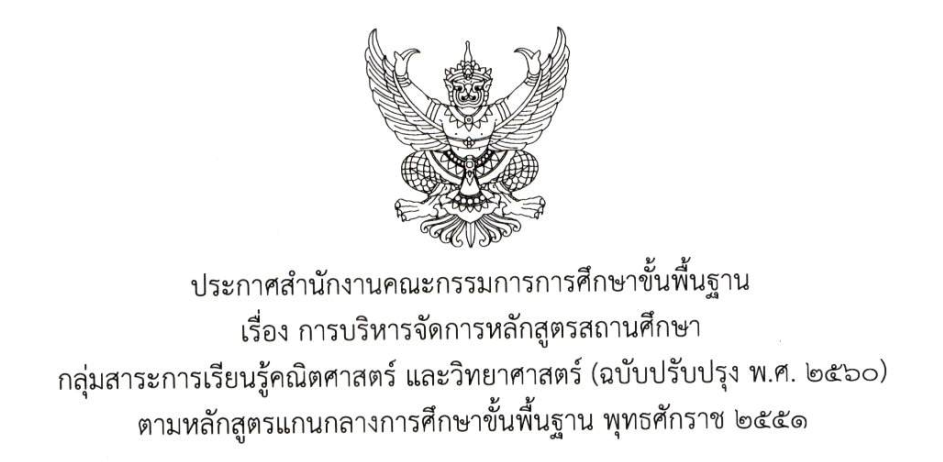 ประกาศสำนักงานคณะกรรมการการศึกษาขั้นพื้นฐาน
เรื่อง การบริหารจัดการหลักสูตรสถานศึกษา
กลุ่มสาระการเรียนรู้คณิตศาสตร์ และวิทยาศาสตร์ (ฉบับปรับปรุง พ.ศ. ๒๕๖๐)
ตามหลักสูตรแกนกลางการศึกษาขั้นพื้นฐาน พุทธศักราช ๒๕๕๑